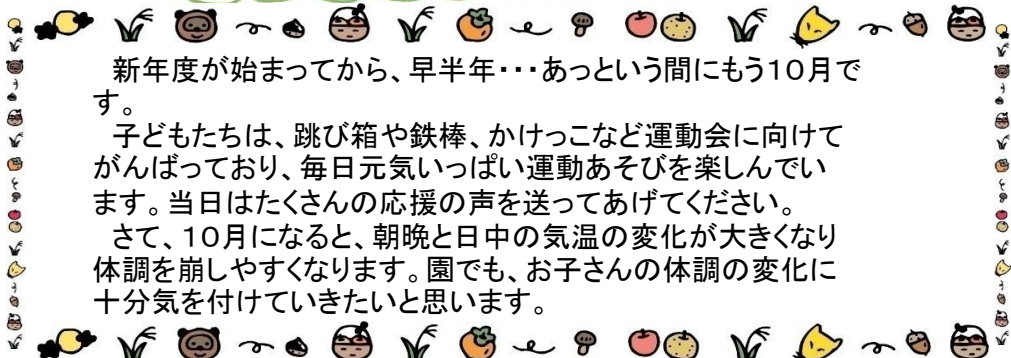 新年度が始まってから、早半年・・・あっという間にもう１０月で
す。
　子どもたちは、跳び箱や鉄棒、かけっこなど運動会に向けて
がんばっており、毎日元気いっぱい運動あそびを楽しんでい
ます。当日はたくさんの応援の声を送ってあげてください。
　さて、１０月になると、朝晩と日中の気温の変化が大きくなり
体調を崩しやすくなります。園でも、お子さんの体調の変化に
十分気を付けていきたいと思います。